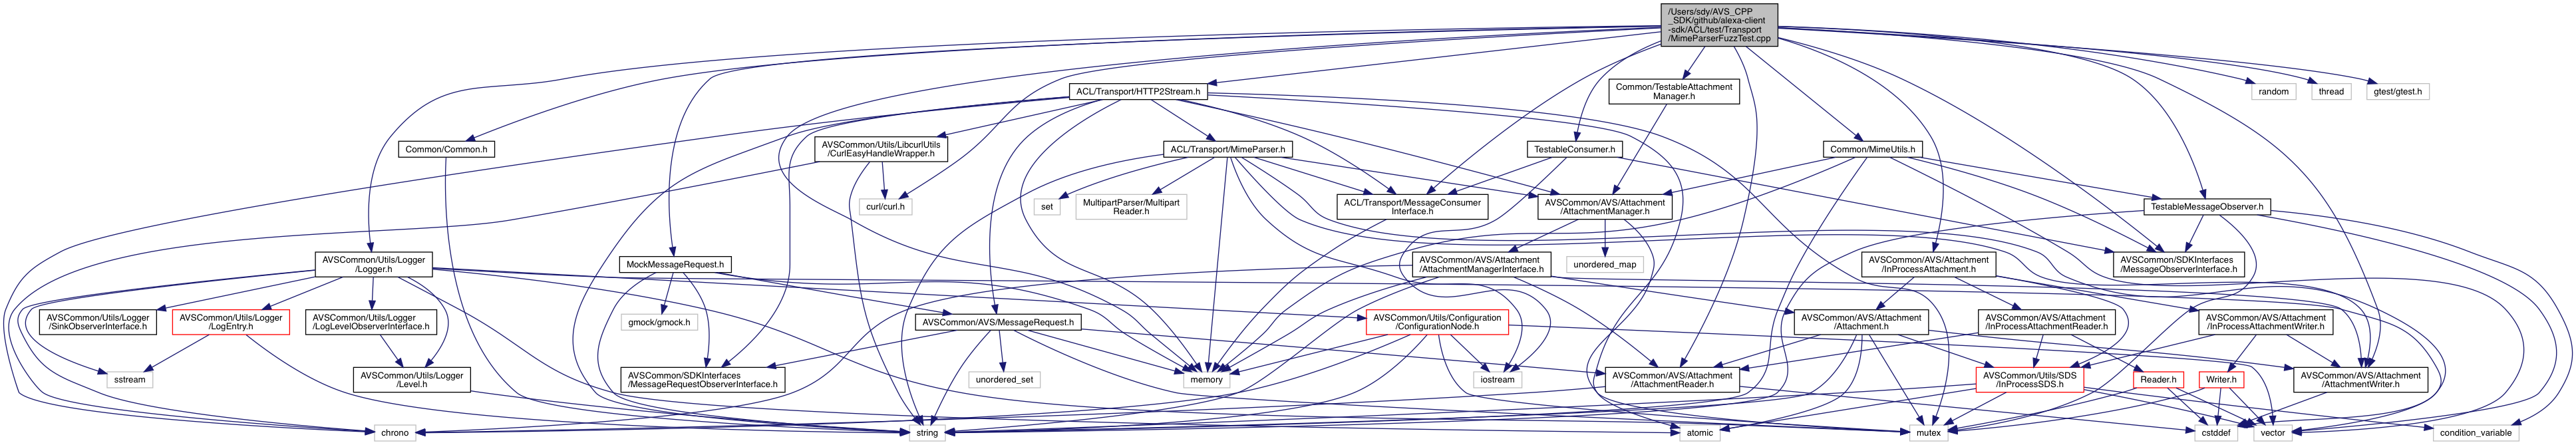 /Users/sdy/AVS_CPP
_SDK/github/alexa-client
-sdk/ACL/test/Transport
/MimeParserFuzzTest.cpp
ACL/Transport/HTTP2Stream.h
Common/TestableAttachment
Manager.h
random
thread
gtest/gtest.h
Common/Common.h
AVSCommon/Utils/LibcurlUtils
/CurlEasyHandleWrapper.h
ACL/Transport/MimeParser.h
TestableConsumer.h
Common/MimeUtils.h
curl/curl.h
set
MultipartParser/Multipart
Reader.h
ACL/Transport/MessageConsumer
Interface.h
AVSCommon/AVS/Attachment
/AttachmentManager.h
TestableMessageObserver.h
AVSCommon/Utils/Logger
/Logger.h
MockMessageRequest.h
AVSCommon/AVS/Attachment
/AttachmentManagerInterface.h
unordered_map
AVSCommon/AVS/Attachment
/InProcessAttachment.h
AVSCommon/SDKInterfaces
/MessageObserverInterface.h
AVSCommon/Utils/Logger
/SinkObserverInterface.h
AVSCommon/Utils/Logger
/LogEntry.h
AVSCommon/Utils/Logger
/LogLevelObserverInterface.h
gmock/gmock.h
AVSCommon/AVS/MessageRequest.h
AVSCommon/Utils/Configuration
/ConfigurationNode.h
AVSCommon/AVS/Attachment
/Attachment.h
AVSCommon/AVS/Attachment
/InProcessAttachmentReader.h
AVSCommon/AVS/Attachment
/InProcessAttachmentWriter.h
sstream
AVSCommon/Utils/Logger
/Level.h
AVSCommon/SDKInterfaces
/MessageRequestObserverInterface.h
unordered_set
memory
iostream
AVSCommon/AVS/Attachment
/AttachmentReader.h
AVSCommon/Utils/SDS
/InProcessSDS.h
Reader.h
Writer.h
AVSCommon/AVS/Attachment
/AttachmentWriter.h
chrono
string
atomic
mutex
cstddef
vector
condition_variable